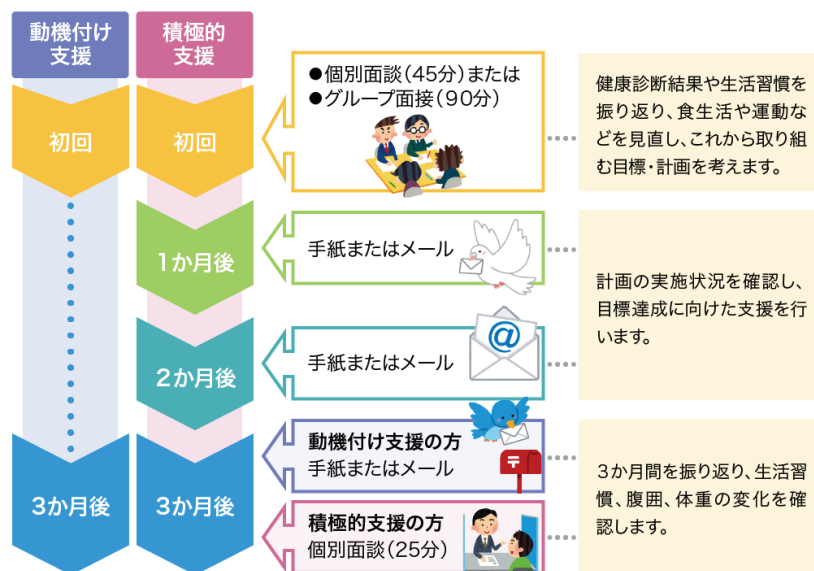 動機付け
支援
積極的
支援
初回
初回
●個別面談（45分）または
●グループ面接（90分）
健康診断結果や生活習慣を
振り返り、食生活や運動な
どを見直し、これから取り組
む目標・計画を考えます。
1か月後
手紙またはメール
計画の実施状況を確認し、
目標達成に向けた支援を行
います。
2か月後
手紙またはメール
@
3か月後
3か月後
動機付け支援の方
手紙またはメール
〒
積極的支援の方
個別面談（25分）
3か月間を振り返り、生活習
慣、腹囲、体重の変化を確
認します。